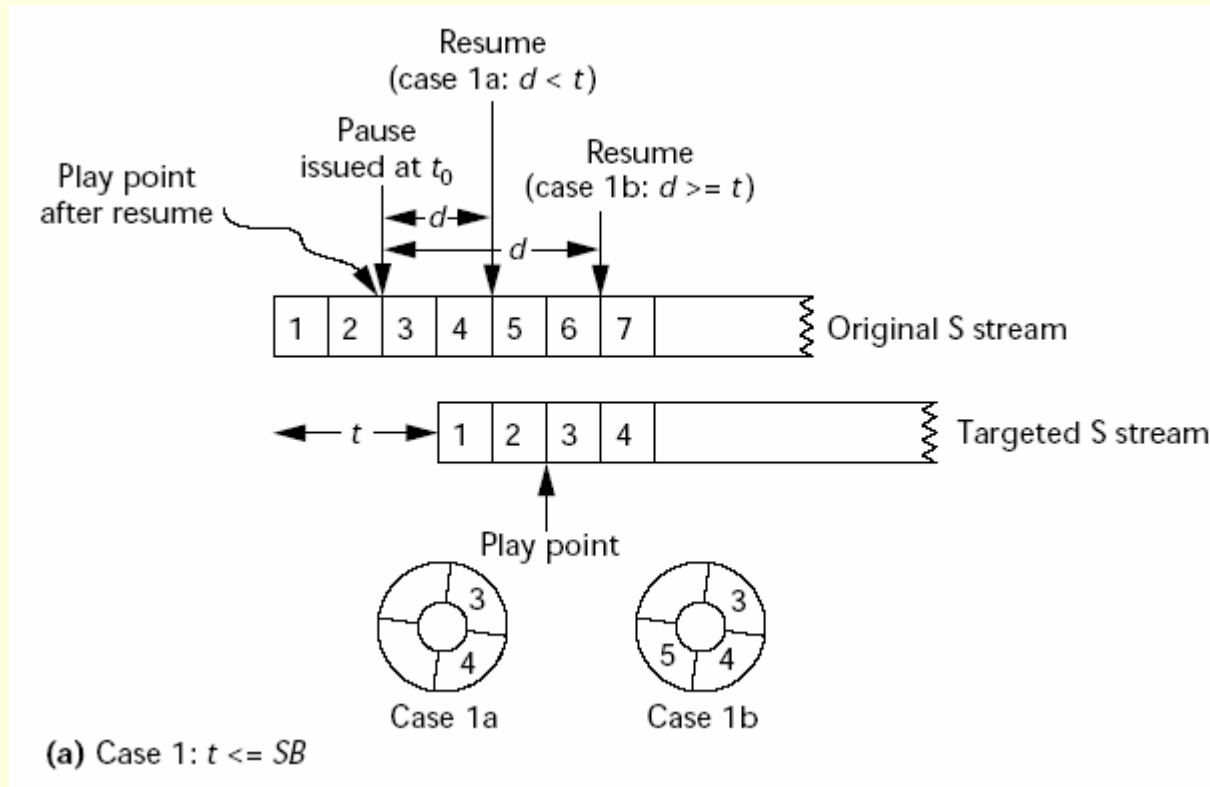 Resume
(case 1a: d < t)
Pause
issued at t0
Resume
(case 1b: d >= t)
Play point
after resume
d
d
1 2 3 4 5 6 7
Original S stream
t
1 2 3 4
Targeted S stream
Play point
3
4
3
5 4
Case 1a
Case 1b
(a) Case 1: t <= SB